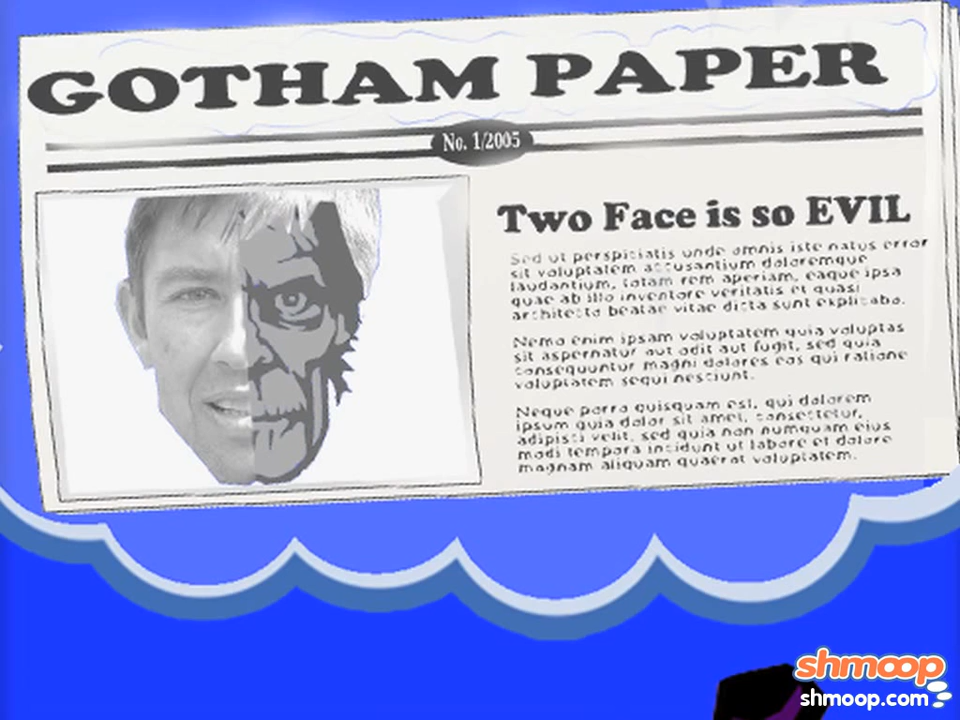 GOTHAM PAPER
No. 1/2005
Two Face is so EVIL
Sed ut perspiciatis unde omnis iste natus error
sit voluptatem accusantium doloremque
laudantium, totam rem aperiam, eaque ipsa
quae ab illo inventore veritatis et quasi
architecto beatae vitae dicta sunt explicabo.
Nemo enim ipsam voluptatem quia voluptas
sit aspernatur aut odit aut fugit, sed quia
consequuntur magni dolores eos qui ratione
voluptatem sequi nesciunt.
Neque porro quisquam est, qui dolorem
ipsum quia dolor sit amet, consectetur,
adipisci velit, sed quia non numquam eius
modi tempora incidunt ut labore et dolore
magnam aliquam quaerat voluptatem.
shmoop
shmoop.com